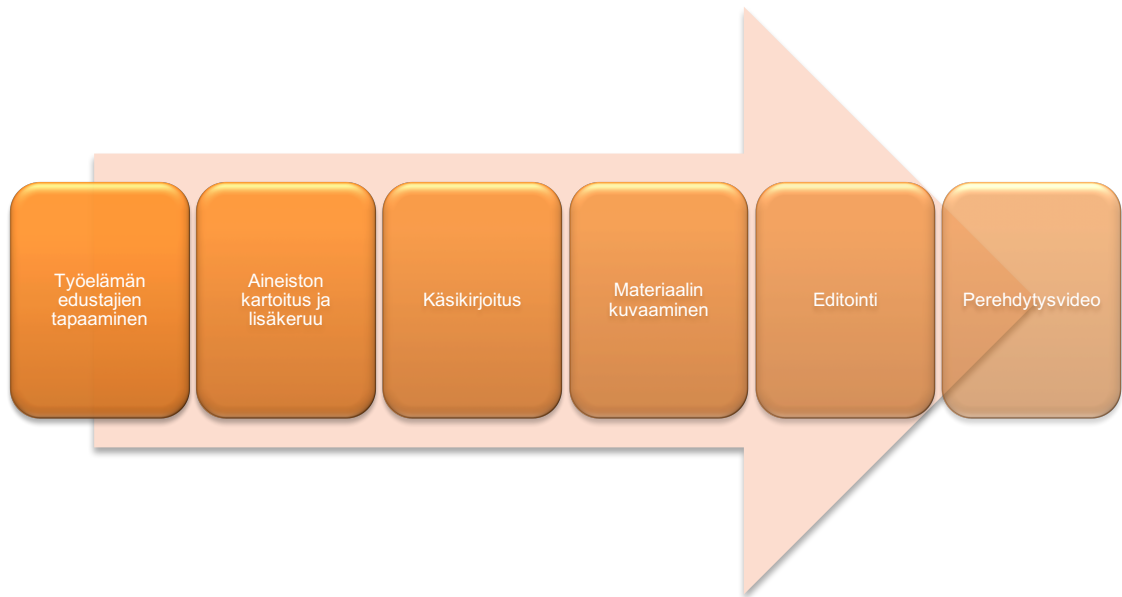 Työelämän
edustajien
tapaaminen
Aineiston
kartoitus ja
lisäkeruu
Käsikirjoitus
Materiaalin
kuvaaminen
Editointi
Perehdytysvideo